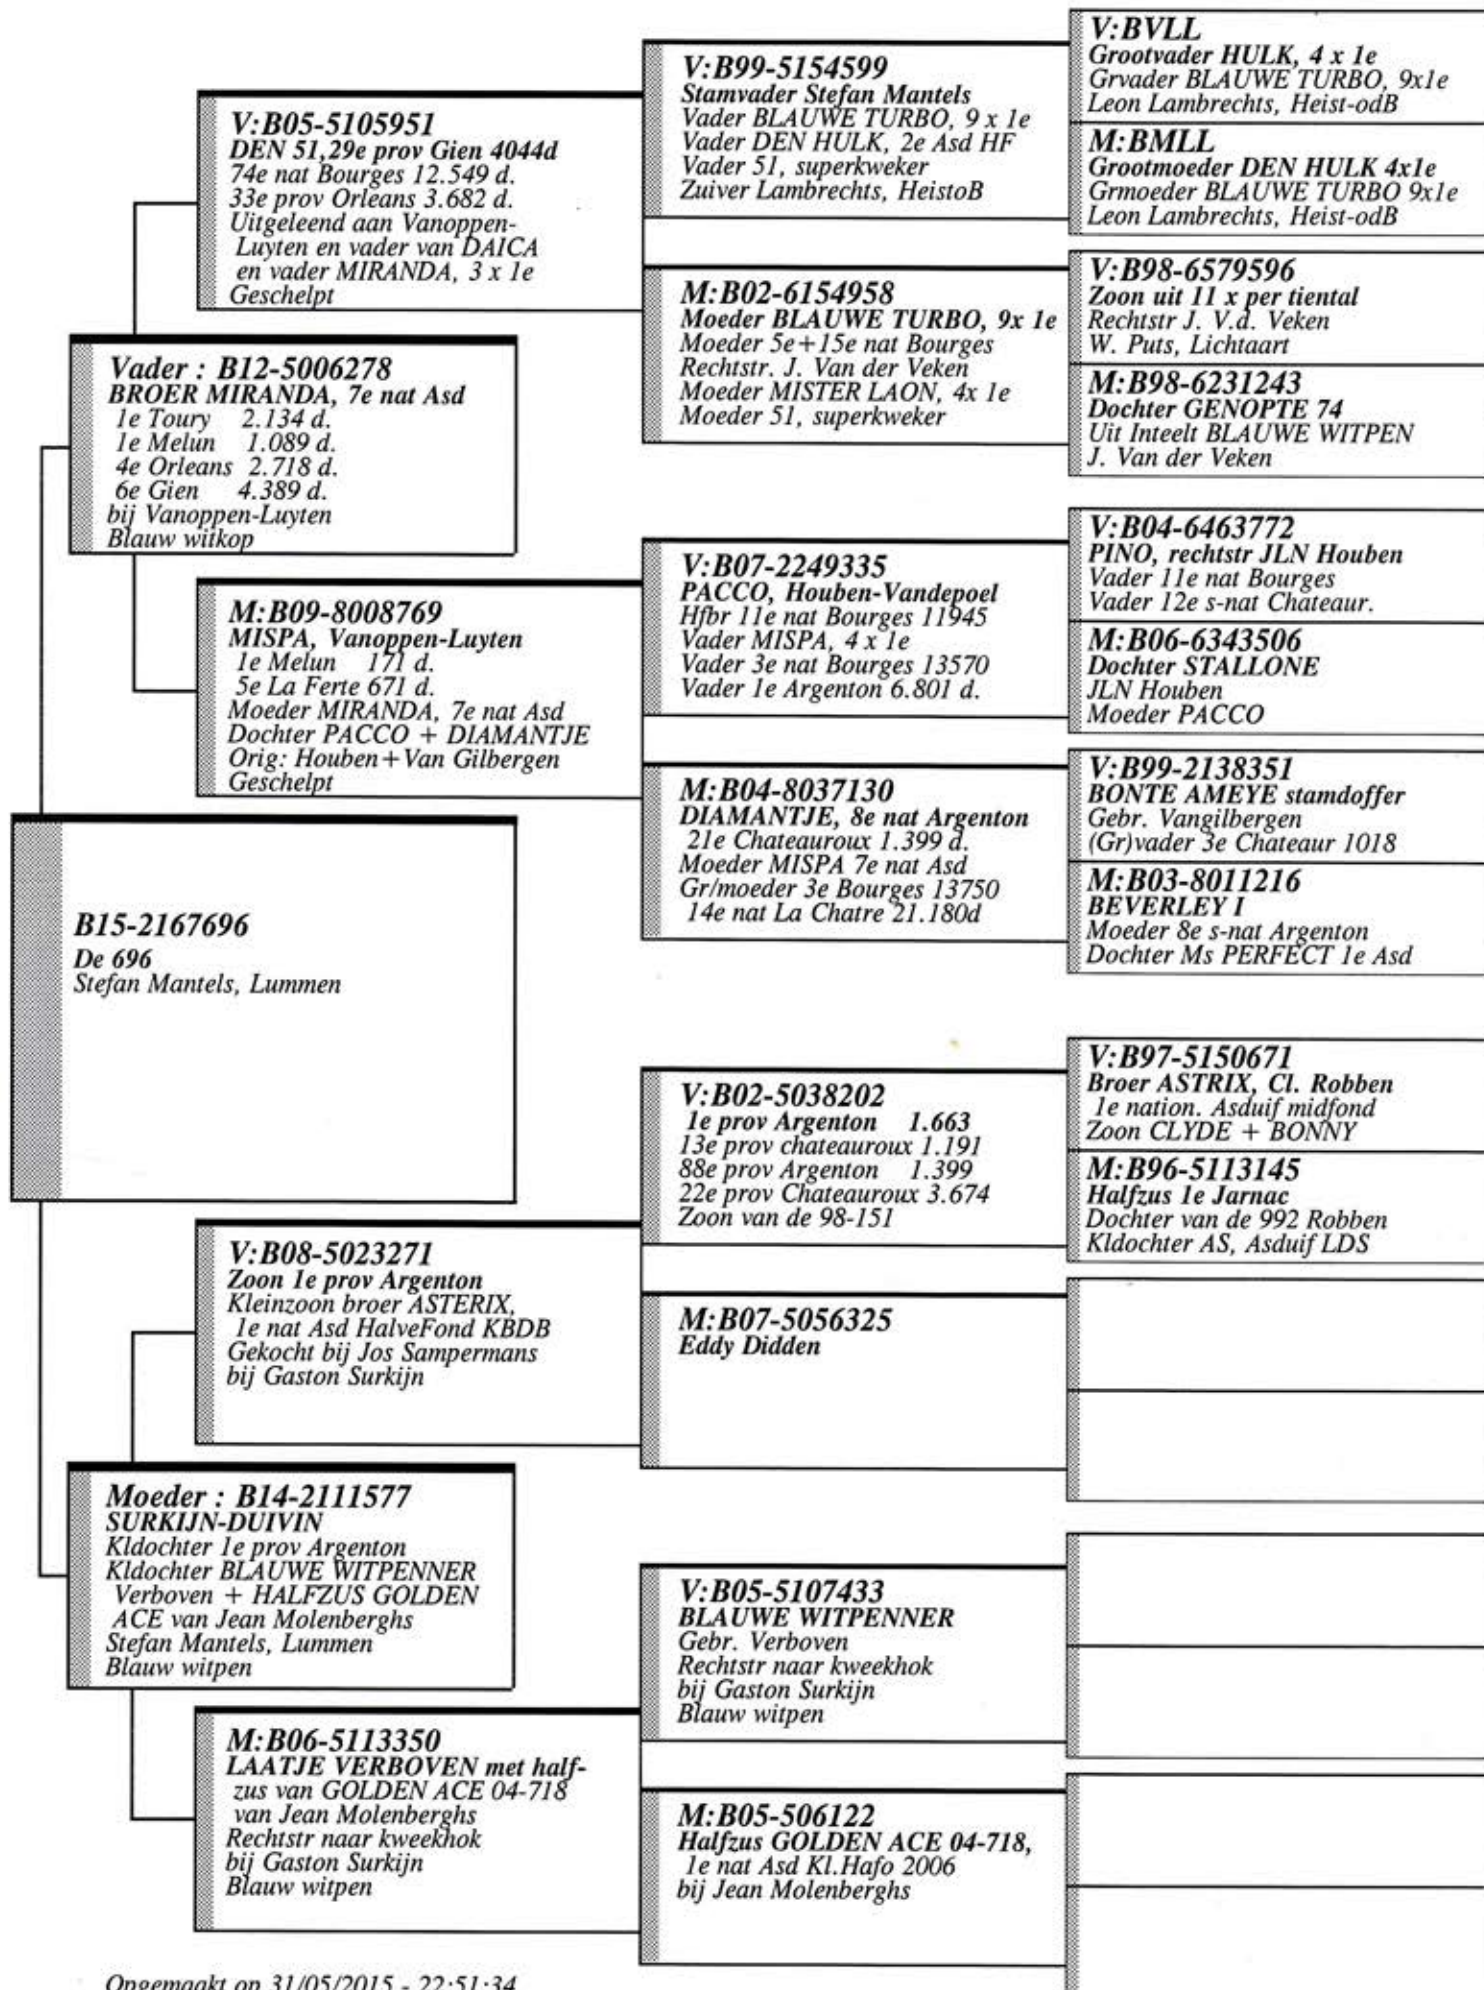 V:BVLL
Grootvader HULK, 4 x 1e
Grvader BLAUWE TURBO, 9x1e
Leon Lambrechts, Heist-odB
V:B99-5154599
Stamvader Stefan Mantels
Vader BLAUWE TURBO, 9 x 1e
Vader DEN HULK, 2e Asd HF
Vader 51, superkweker
Zuiver Lambrechts, HeistoB
M:BMLL
Grootmoeder DEN HULK 4x1e
Grmoeder BLAUWE TURBO 9x1e
Leon Lambrechts, Heist-odB
V:B05-5105951
DEN 51,29e prov Gien 4044d
74e nat Bourges 12.549 d.
33e prov Orleans 3.682 d.
Uitgeleend aan Vanoppen-
Luyten en vader van DAICA
en vader MIRANDA, 3 x 1e
Geschelpt
V:B98-6579596
Zoon uit 11 x per tiental
Rechtstr J. V.d. Veken
W. Puts, Lichtaart
M:B02-6154958
Moeder BLAUWE TURBO, 9x 1e
Moeder 5e+15e nat Bourges
Rechtstr. J. Van der Veken
Moeder MISTER LAON, 4x 1e
Moeder 51, superkweker
M:B98-6231243
Dochter GENOPTE 74
Uit Inteelt BLAUWE WITPEN
J. Van der Veken
Vader : B12-5006278
BROER MIRANDA, 7e nat Asd
1e Toury 2.134 d.
1e Melun 1.089 d.
4e Orleans 2.718 d.
6e Gien 4.389 d.
bij Vanoppen-Luyten
Blauw witkop
V:B04-6463772
PINO, rechtstr JLN Houben
Vader 11e nat Bourges
Vader 12e s-nat Chateaur.
V:B07-2249335
PACCO, Houben-Vandepoel
Hfbr 11e nat Bourges 11945
Vader MISPA, 4 x 1e
Vader 3e nat Bourges 13570
Vader 1e Argenton 6.801 d.
M:B06-6343506
Dochter STALLONE
JLN Houben
Moeder PACCO
M:B09-8008769
MISPA, Vanoppen-Luyten
1e Melun 171 d.
5e La Ferte 671 d.
Moeder MIRANDA, 7e nat Asd
Dochter PACCO + DIAMANTJE
Orig: Houben+Van Gilbergen
Geschelpt
V:B99-2138351
BONTE AMEYE stamdoffer
Gebr. Vangilbergen
(Gr)vader 3e Chateaur 1018
M:B04-8037130
DIAMANTJE, 8e nat Argenton
21e Chateauroux 1.399 d.
Moeder MISPA 7e nat Asd
Gr/moeder 3e Bourges 13750
14e nat La Chatre 21.180d
M:B03-8011216
BEVERLEY I
Moeder 8e s-nat Argenton
Dochter Ms PERFECT 1e Asd
B15-2167696
De 696
Stefan Mantels, Lummen
V:B97-5150671
Broer ASTRIX, Cl. Robben
1e nation. Asduif midfond
Zoon CLYDE + BONNY
V:B02-5038202
1e prov Argenton 1.663
13e prov chateauroux 1.191
88e prov Argenton 1.399
22e prov Chateauroux 3.674
Zoon van de 98-151
M:B96-5113145
Halfzus 1e Jarnac
Dochter van de 992 Robben
Kldochter AS, Asduif LDS
V:B08-5023271
Zoon 1e prov Argenton
Kleinzoon broer ASTERIX,
1e nat Asd HalveFond KBDB
Gekocht bij Jos Sampermans
bij Gaston Surkijn
M:B07-5056325
Eddy Didden
Moeder : B14-2111577
SURKIJN-DUIVIN
Kldochter 1e prov Argenton
Kldochter BLAUWE WITPENNER
Verboven + HALFZUS GOLDEN
ACE van Jean Molenberghs
Stefan Mantels, Lummen
Blauw witpen
V:B05-5107433
BLAUWE WITPENNER
Gebr. Verboven
Rechtstr naar kweekhok
bij Gaston Surkijn
Blauw witpen
M:B06-5113350
LAATJE VERBOVEN met half-
zus van GOLDEN ACE 04-718
van Jean Molenberghs
Rechtstr naar kweekhok
bij Gaston Surkijn
Blauw witpen
M:B05-506122
Halfzus GOLDEN ACE 04-718,
1e nat Asd Kl.Hafo 2006
bij Jean Molenberghs
Opgemaakt op 31/05/2015 - 22:51:34